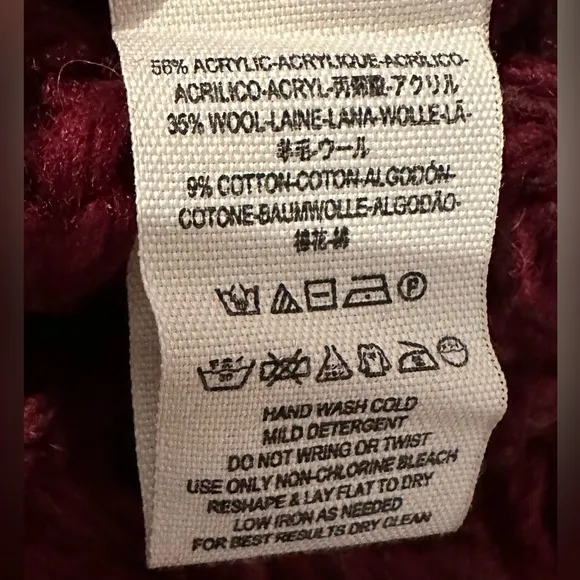 56% ACRYLIC-ACRYLIQUE-ACRÍLICO-
ACRILICO-ACRYL-丙烯酸-アクリル
35% WOOL-LAINE-LANA-WOLLE-LÃ-
羊毛-ウール
9% COTTON-COTON-ALGODÓN-
COTONE-BAUMWOLLE-ALGODÃO-
棉花-綿
HAND WASH COLD
MILD DETERGENT
DO NOT WRING OR TWIST
USE ONLY NON-CHLORINE BLEACH
RESHAPE & LAY FLAT TO DRY
LOW IRON AS NEEDED
FOR BEST RESULTS DRY CLEAN